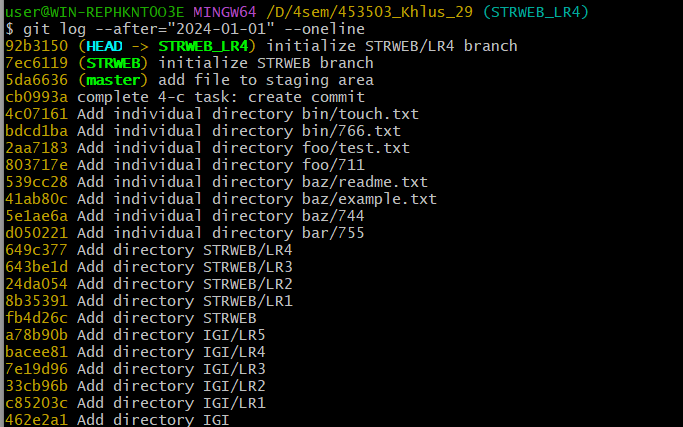 user@WIN-REPHKNTOO3E MINGW64 /D/4sem/453503_Khlus_29 (STRWEB_LR4)
$ git log --after="2024-01-01" --oneline
92b3150 (HEAD -> STRWEB_LR4) initialize STRWEB/LR4 branch
7ec6119 (STRWEB) initialize STRWEB branch
5da6636 (master) add file to staging area
cb0993a complete 4-c task: create commit
4c07161 Add individual directory bin/touch.txt
bdcd1ba Add individual directory bin/766.txt
2aa7183 Add individual directory foo/test.txt
803717e Add individual directory foo/711
539cc28 Add individual directory baz/readme.txt
41ab80c Add individual directory baz/example.txt
5e1ae6a Add individual directory baz/744
d050221 Add individual directory bar/755
649c377 Add directory STRWEB/LR4
643be1d Add directory STRWEB/LR3
24da054 Add directory STRWEB/LR2
8b35391 Add directory STRWEB/LR1
fb4d26c Add directory STRWEB
a78b90b Add directory IGI/LR5
bacee81 Add directory IGI/LR4
7e19d96 Add directory IGI/LR3
33cb96b Add directory IGI/LR2
c85203c Add directory IGI/LR1
462e2a1 Add directory IGI